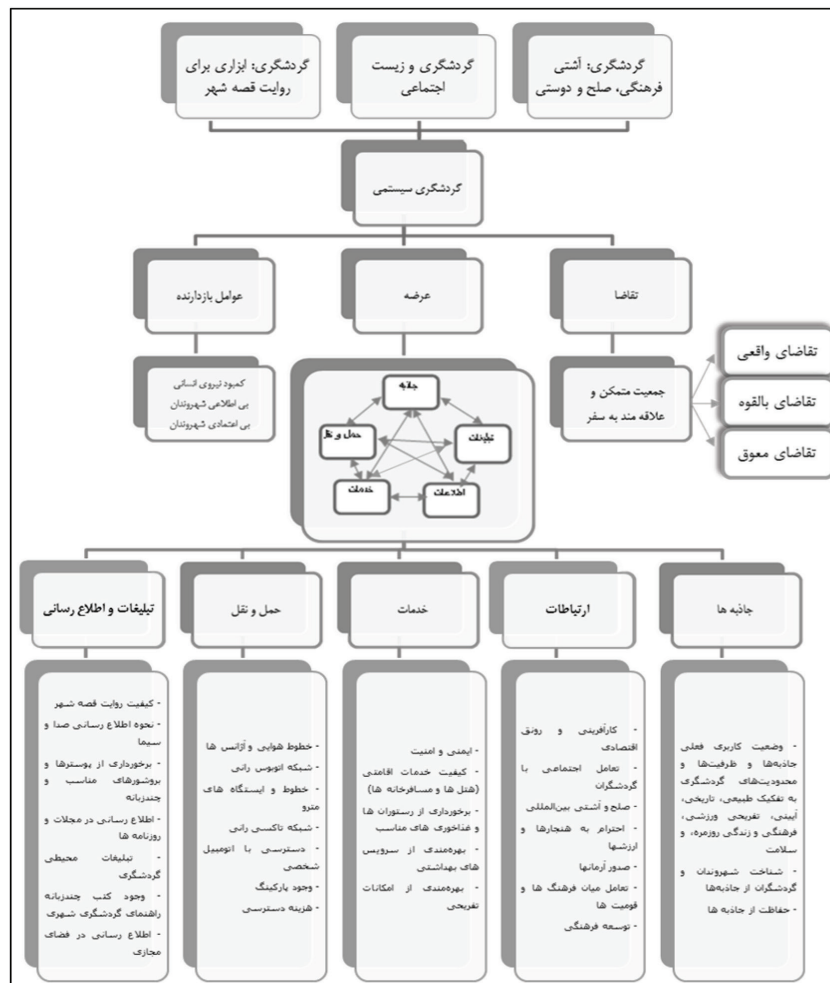 گردشگری: آشتی
فرهنگی، صلح و دوستی
گردشگری و زیست
اجتماعی
گردشگری: ابزاری برای
روایت قصه شهر
گردشگری سیستمی
تقاضا
عرضه
عوامل بازدارنده
تقاضای واقعی
تقاضای بالقوه
تقاضای معوق
جمعیت متمکن و
علاقه مند به سفر
کمبود نیروی انسانی
بی اطلاعی شهروندان
بی اعتمادی شهروندان
جاذبه
تبلیغات
حمل و نقل
اطلاعات
خدمات
جاذبه ها
ارتباطات
خدمات
حمل و نقل
تبلیغات و اطلاع رسانی
- وضعیت کاربری فعلی
جاذبه‌ها و ظرفیت‌ها و
محدودیت‌های گردشگری
به تفکیک طبیعی، تاریخی،
آیینی، تفریحی ورزشی،
فرهنگی و زندگی روزمره، و
سلامت
- شناخت شهروندان و
گردشگران از جاذبه‌ها
- حفاظت از جاذبه ها
- کارآفرینی و رونق
اقتصادی
- تعامل اجتماعی با
گردشگران
- صلح و آشتی بین‌المللی
- احترام به هنجارها و
ارزشها
- صدور آرمانها
- تعامل میان فرهنگ ها و
قومیت ها
- توسعه فرهنگی
- ایمنی و امنیت
- کیفیت خدمات اقامتی
(هتل ها و مسافرخانه ها)
- برخورداری از رستوران ها
و غذاخوری های مناسب
- بهره‌مندی از سرویس
های بهداشتی
- بهره‌مندی از امکانات
تفریحی
- خطوط هوایی و آژانس ها
- شبکه اتوبوس رانی
- خطوط و ایستگاه های
مترو
- شبکه تاکسی رانی
- دسترسی با اتومبیل
شخصی
- وجود پارکینگ
- هزینه دسترسی
- کیفیت روایت قصه شهر
- نحوه اطلاع رسانی صدا و
سیما
- برخورداری از پوسترها و
بروشورهای مناسب و
چندزبانه
- اطلاع رسانی در مجلات و
روزنامه ها
- تبلیغات محیطی
گردشگری
- وجود کتب چندزبانه
راهنمای گردشگری شهری
- اطلاع رسانی در فضای
مجازی